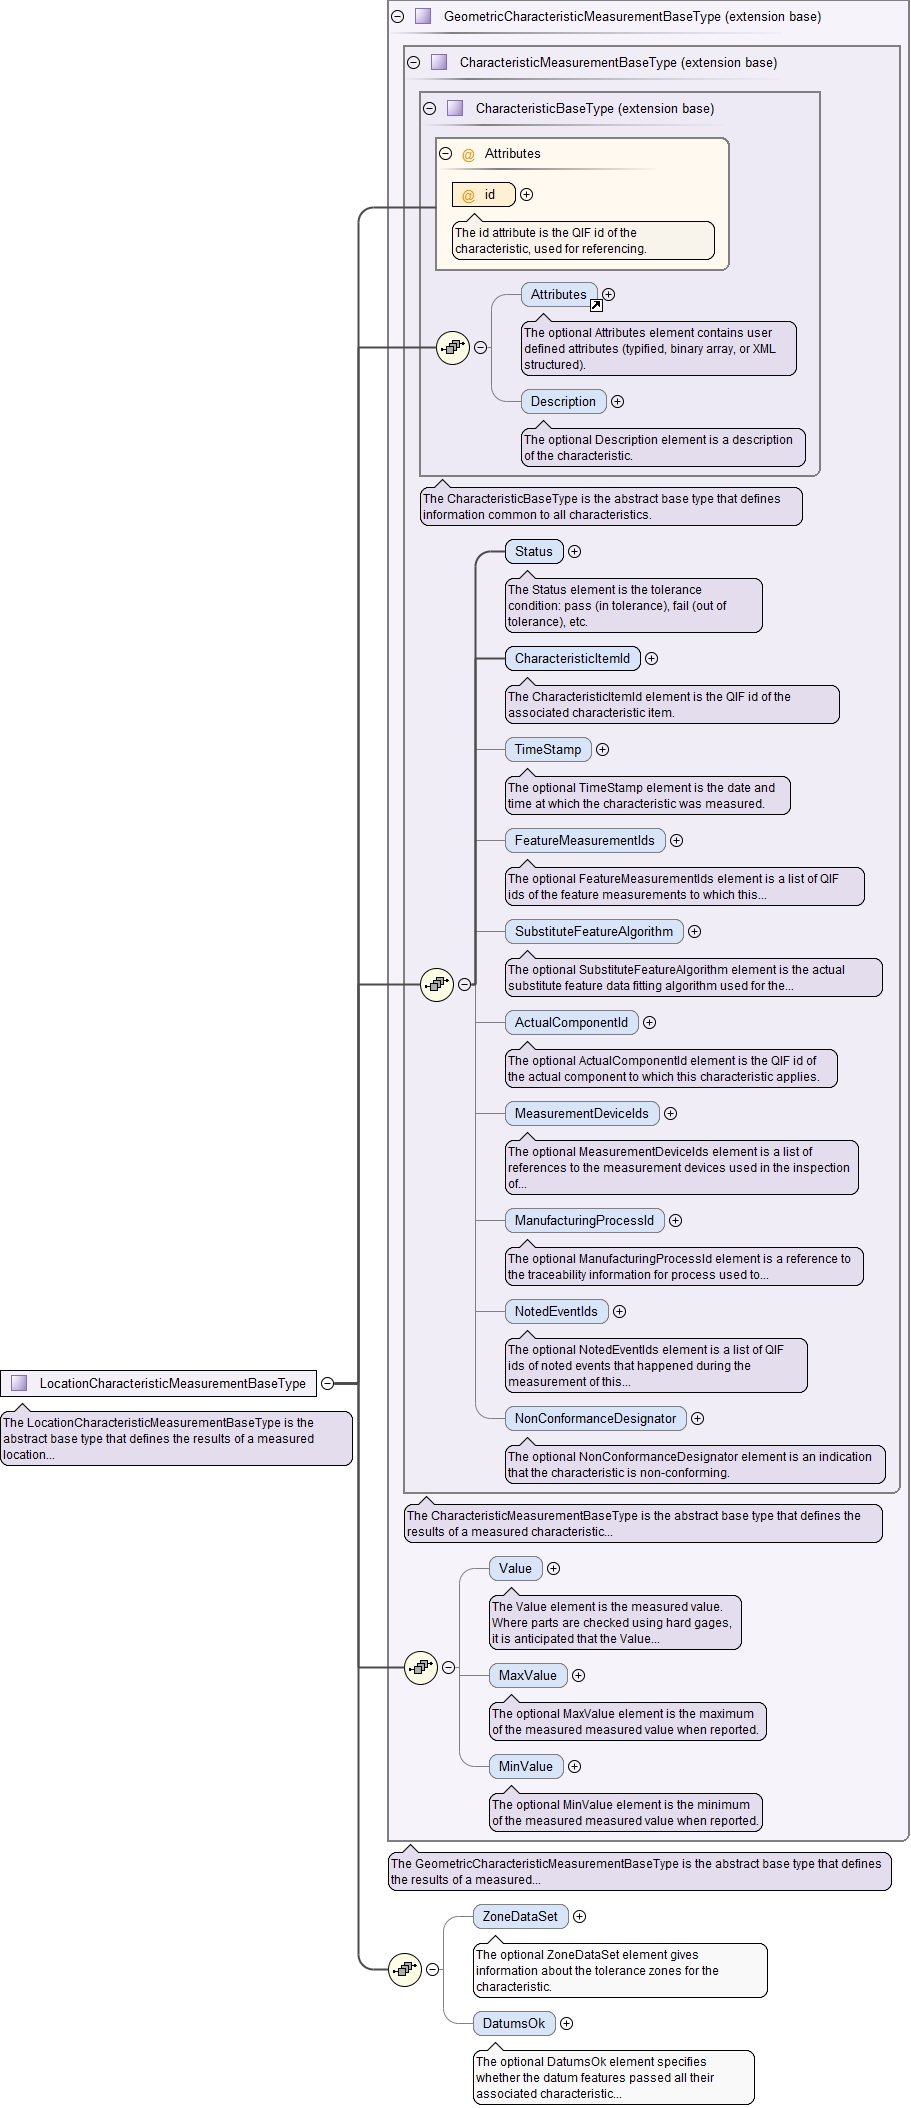 GeometricCharacteristicMeasurementBaseType (extension base)
CharacteristicMeasurementBaseType (extension base)
CharacteristicBaseType (extension base)
@ Attributes
@ id
The id attribute is the QIF id of the
characteristic, used for referencing.
Attributes
The optional Attributes element contains user
defined attributes (typified, binary array, or XML
structured).
Description
The optional Description element is a description
of the characteristic.
The CharacteristicBaseType is the abstract base type that defines
information common to all characteristics.
Status
The Status element is the tolerance
condition: pass (in tolerance), fail (out of
tolerance), etc.
CharacteristicItemId
The CharacteristicItemId element is the QIF id of the
associated characteristic item.
TimeStamp
The optional TimeStamp element is the date and
time at which the characteristic was measured.
FeatureMeasurementIds
The optional FeatureMeasurementIds element is a list of QIF
ids of the feature measurements to which this...
SubstituteFeatureAlgorithm
The optional SubstituteFeatureAlgorithm element is the actual
substitute feature data fitting algorithm used for the...
ActualComponentId
The optional ActualComponentId element is the QIF id of
the actual component to which this characteristic applies.
MeasurementDeviceIds
The optional MeasurementDeviceIds element is a list of
references to the measurement devices used in the inspection
of...
ManufacturingProcessId
The optional ManufacturingProcessId element is a reference to
the traceability information for process used to...
NotedEventIds
The optional NotedEventIds element is a list of QIF
ids of noted events that happened during the
measurement of this...
LocationCharacteristicMeasurementBaseType
The LocationCharacteristicMeasurementBaseType is the
abstract base type that defines the results of a measured
location...
NonConformanceDesignator
The optional NonConformanceDesignator element is an indication
that the characteristic is non-conforming.
The CharacteristicMeasurementBaseType is the abstract base type that defines the
results of a measured characteristic...
Value
The Value element is the measured value.
Where parts are checked using hard gages,
it is anticipated that the Value...
MaxValue
The optional MaxValue element is the maximum
of the measured measured value when reported.
MinValue
The optional MinValue element is the minimum
of the measured measured value when reported.
The GeometricCharacteristicMeasurementBaseType is the abstract base type that defines
the results of a measured...
ZoneDataSet
The optional ZoneDataSet element gives
information about the tolerance zones for the
characteristic.
DatumsOk
The optional DatumsOk element specifies
whether the datum features passed all their
associated characteristic...